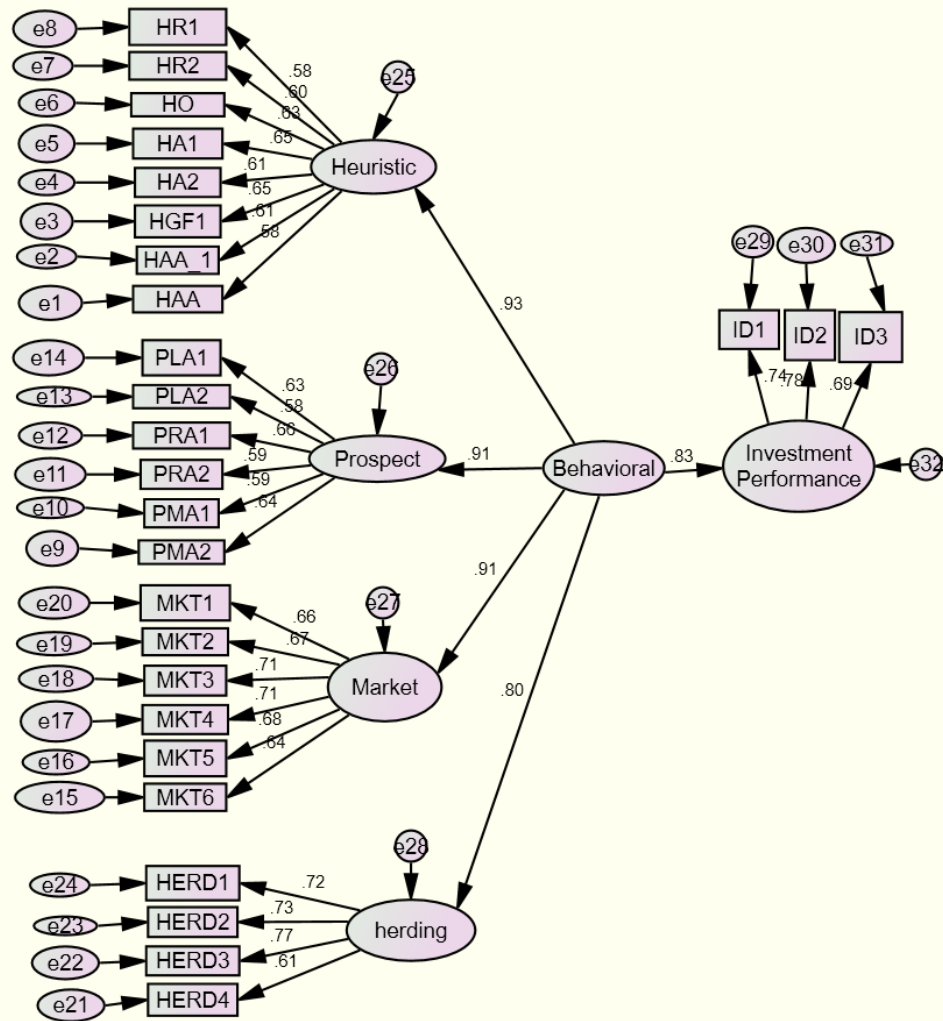 e8
HR1
e7
HR2
e6
HO
e5
HA1
e4
HA2
e3
HGF1
e2
HAA_1
e1
HAA
.58
.60
.63
.65
.61
.65
.61
.58
e25
Heuristic
.93
e14
PLA1
e13
PLA2
e12
PRA1
e11
PRA2
e10
PMA1
e9
PMA2
.63
.58
.66
.59
.59
.64
e26
Prospect
.91
Behavioral
.83
e29
e30
e31
ID1
ID2
ID3
.74
.78
.69
Investment
Performance
e32
e20
MKT1
e19
MKT2
e18
MKT3
e17
MKT4
e16
MKT5
e15
MKT6
.66
.67
.71
.71
.68
.64
e27
Market
.91
.80
e24
HERD1
e23
HERD2
e22
HERD3
e21
HERD4
.72
.73
.77
.61
e28
herding